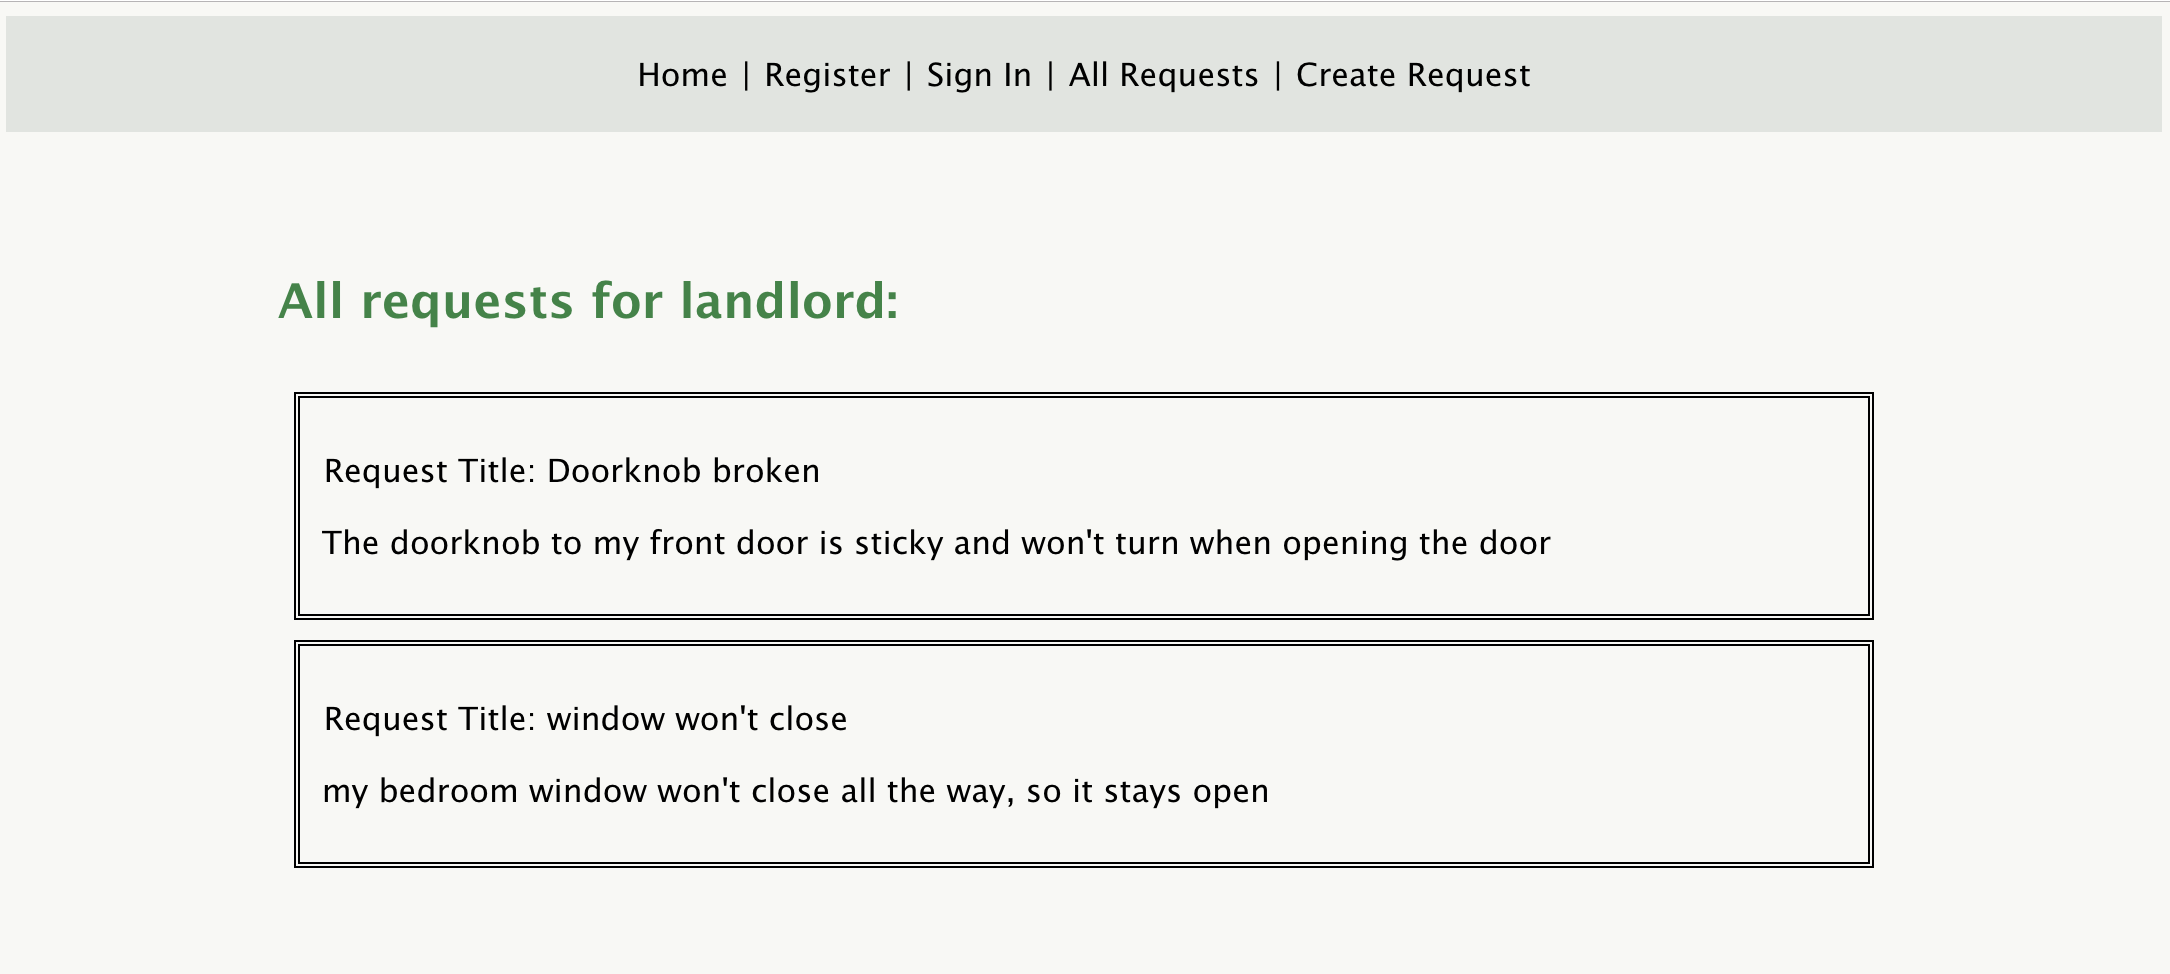 Home | Register | Sign In | All Requests | Create Request
All requests for landlord:
Request Title: Doorknob broken
The doorknob to my front door is sticky and won't turn when opening the door
Request Title: window won't close
my bedroom window won't close all the way, so it stays open